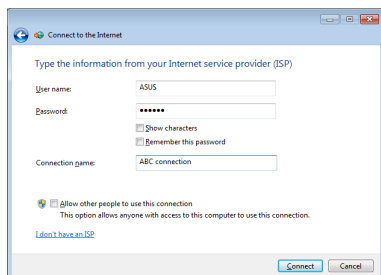 Connect to the Internet
Type the information from your Internet service provider (ISP)
User name: ASUS
Password: ••••••
Show characters
Remember this password
Connection name: ABC connection
Allow other people to use this connection
This option allows anyone with access to this computer to use this connection.
I don't have an ISP
Connect Cancel